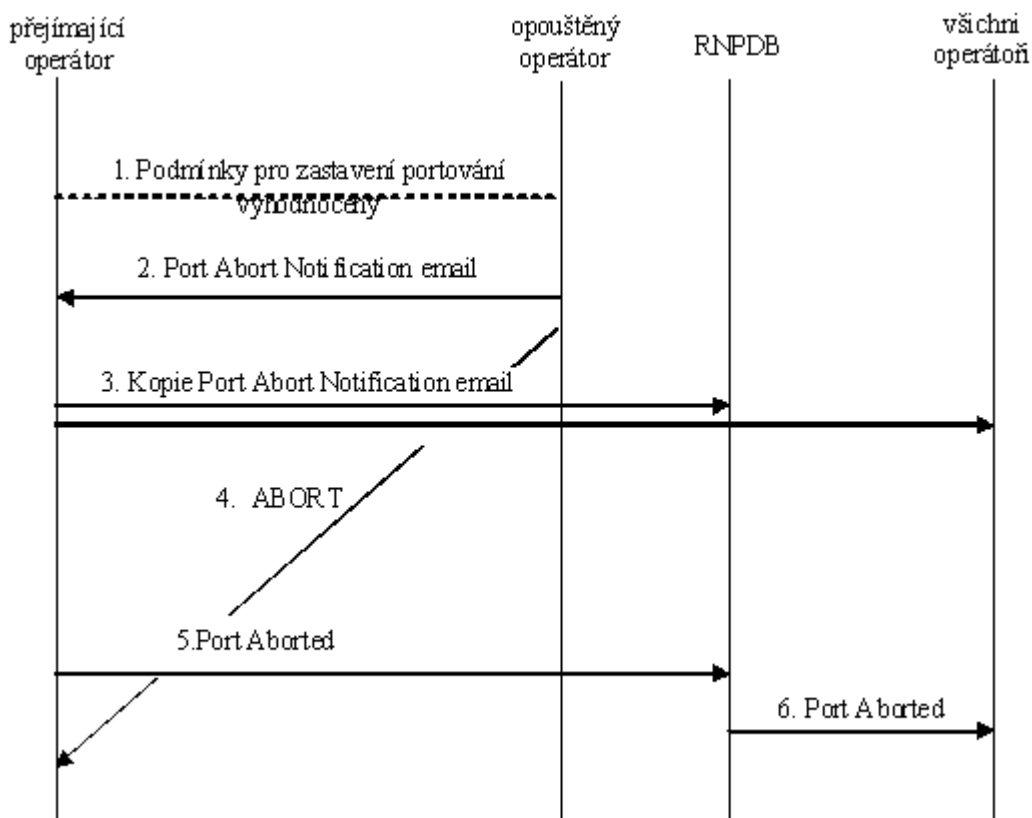 přejímající
operátor
opouštěný
operátor
RNPDB
všichni
operátoři
1. Podmínky pro zastavení portování
vyhodnoceny
2. Port Abort Notification email
3. Kopie Port Abort Notification email
4. ABORT
5.Port Aborted
6. Port Aborted